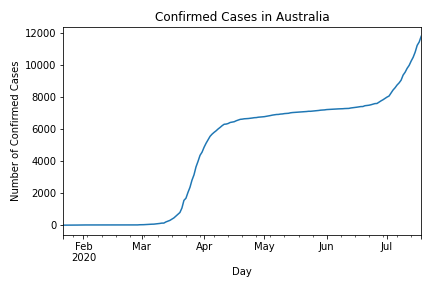 Confirmed Cases in Australia
Number of Confirmed Cases
12000
10000
8000
6000
4000
2000
0
Feb Mar Apr May Jun Jul
2020
Day